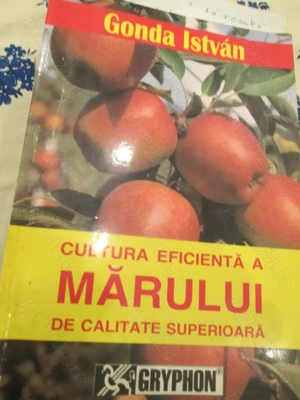 Gonda István
CULTURA EFICIENTĂ A
MĂRULUI
DE CALITATE SUPERIOARĂ
GRYPHON®